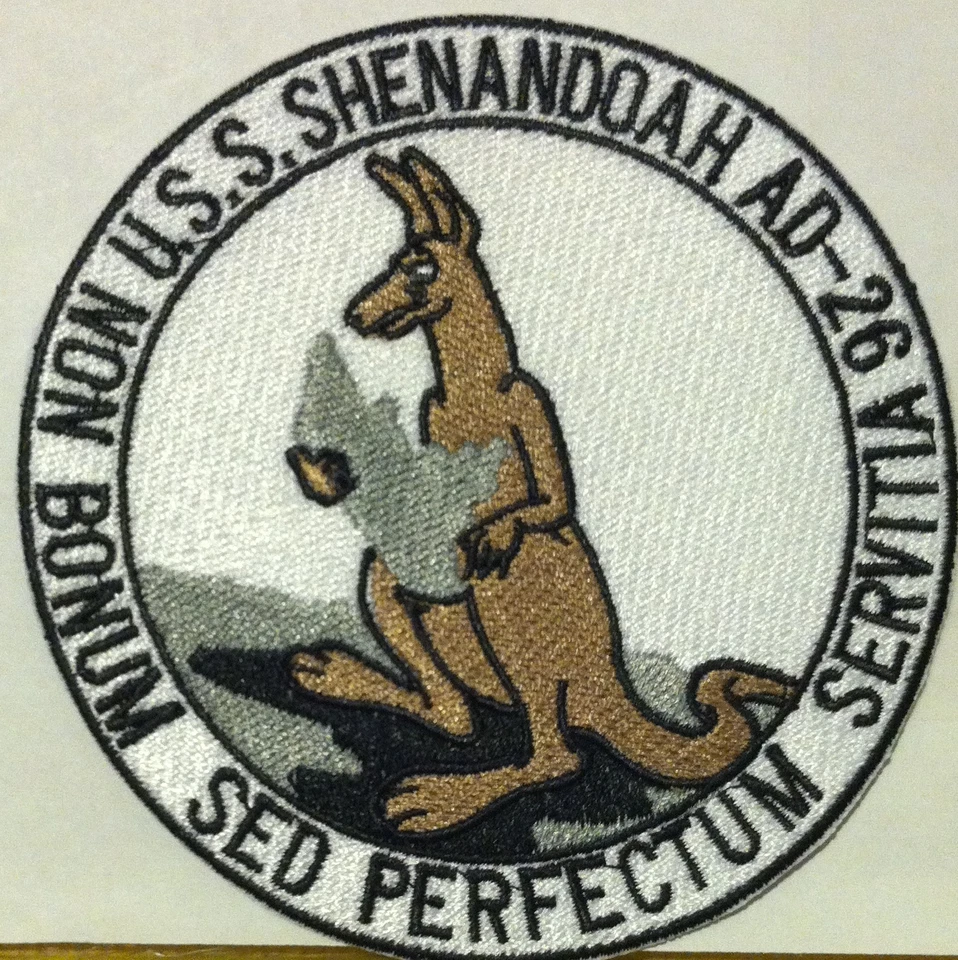 U.S.S. SHENANDOAH AD-26
SERVITIA NON BONUM SED PERFECTUM